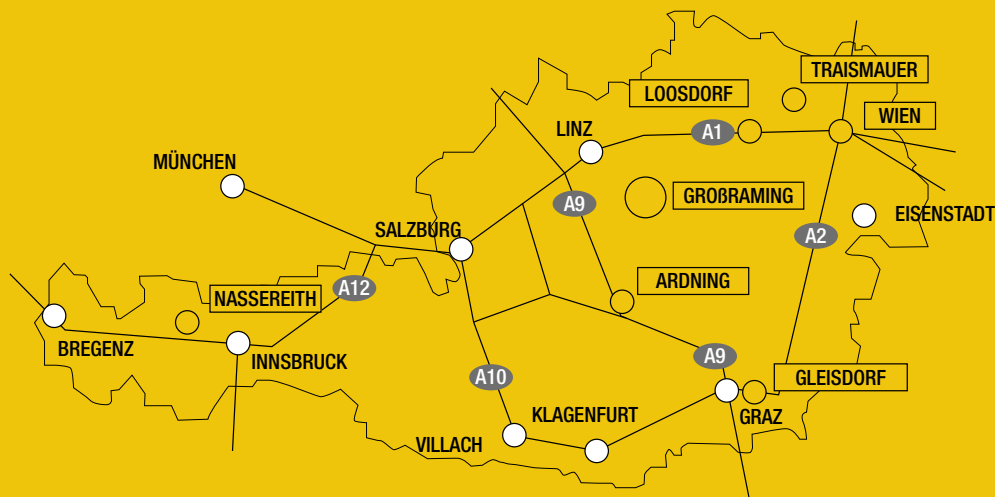 TRAISMAUER
LOOSDORF
WIEN
LINZ
A1
MÜNCHEN
A9
GROßRAMING
EISENSTADT
SALZBURG
A2
ARDNING
A12
NASSEREITH
BREGENZ
INNSBRUCK
A9
A10
GLEISDORF
KLAGENFURT
GRAZ
VILLACH